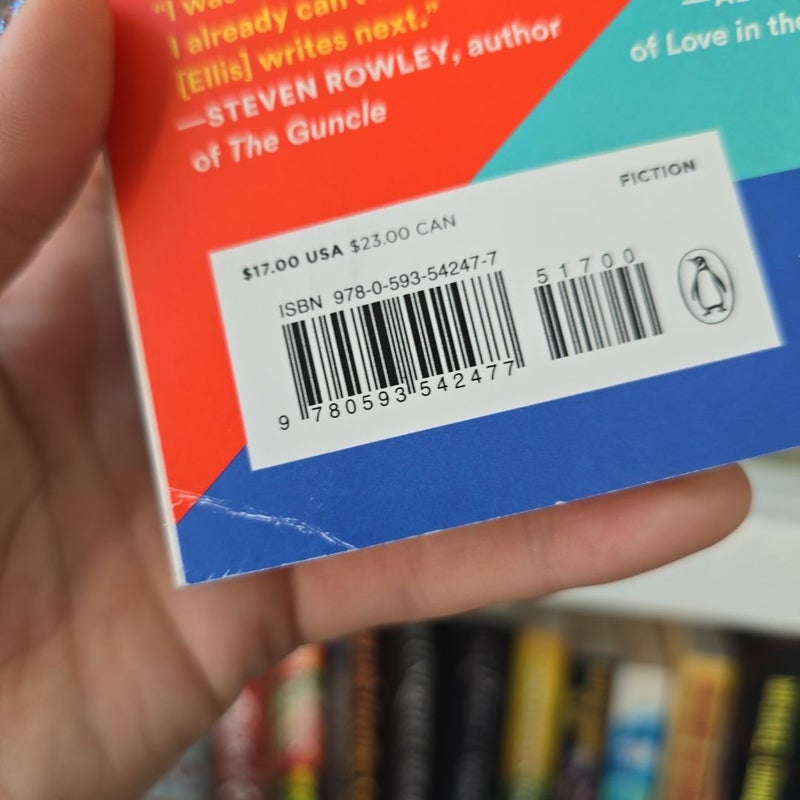 "I was
I already can't
[Ellis] writes next."
—STEVEN ROWLEY, author
of The Guncle
of Love in the
FICTION
$17.00 USA $23.00 CAN
ISBN 978-0-593-54247-7
51700
9 780593 542477